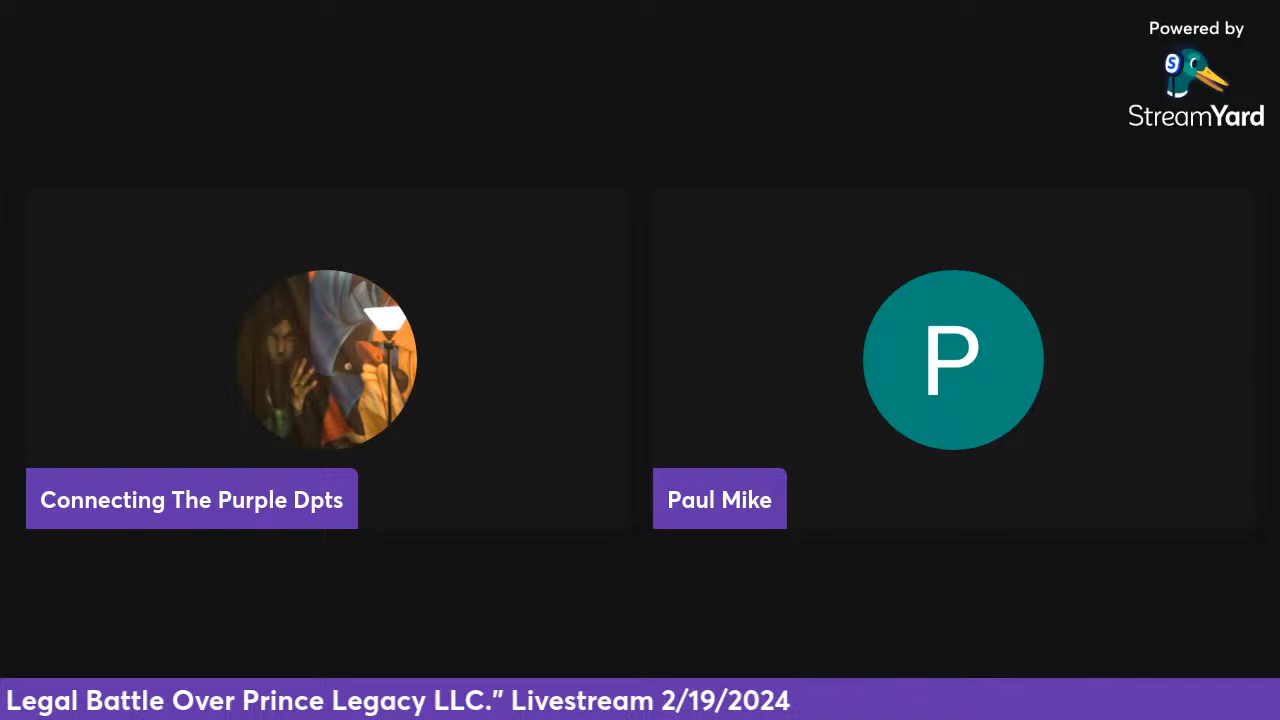 Powered by
S
StreamYard
P
Connecting The Purple Dpts
Paul Mike
Legal Battle Over Prince Legacy LLC.” Livestream 2/19/2024